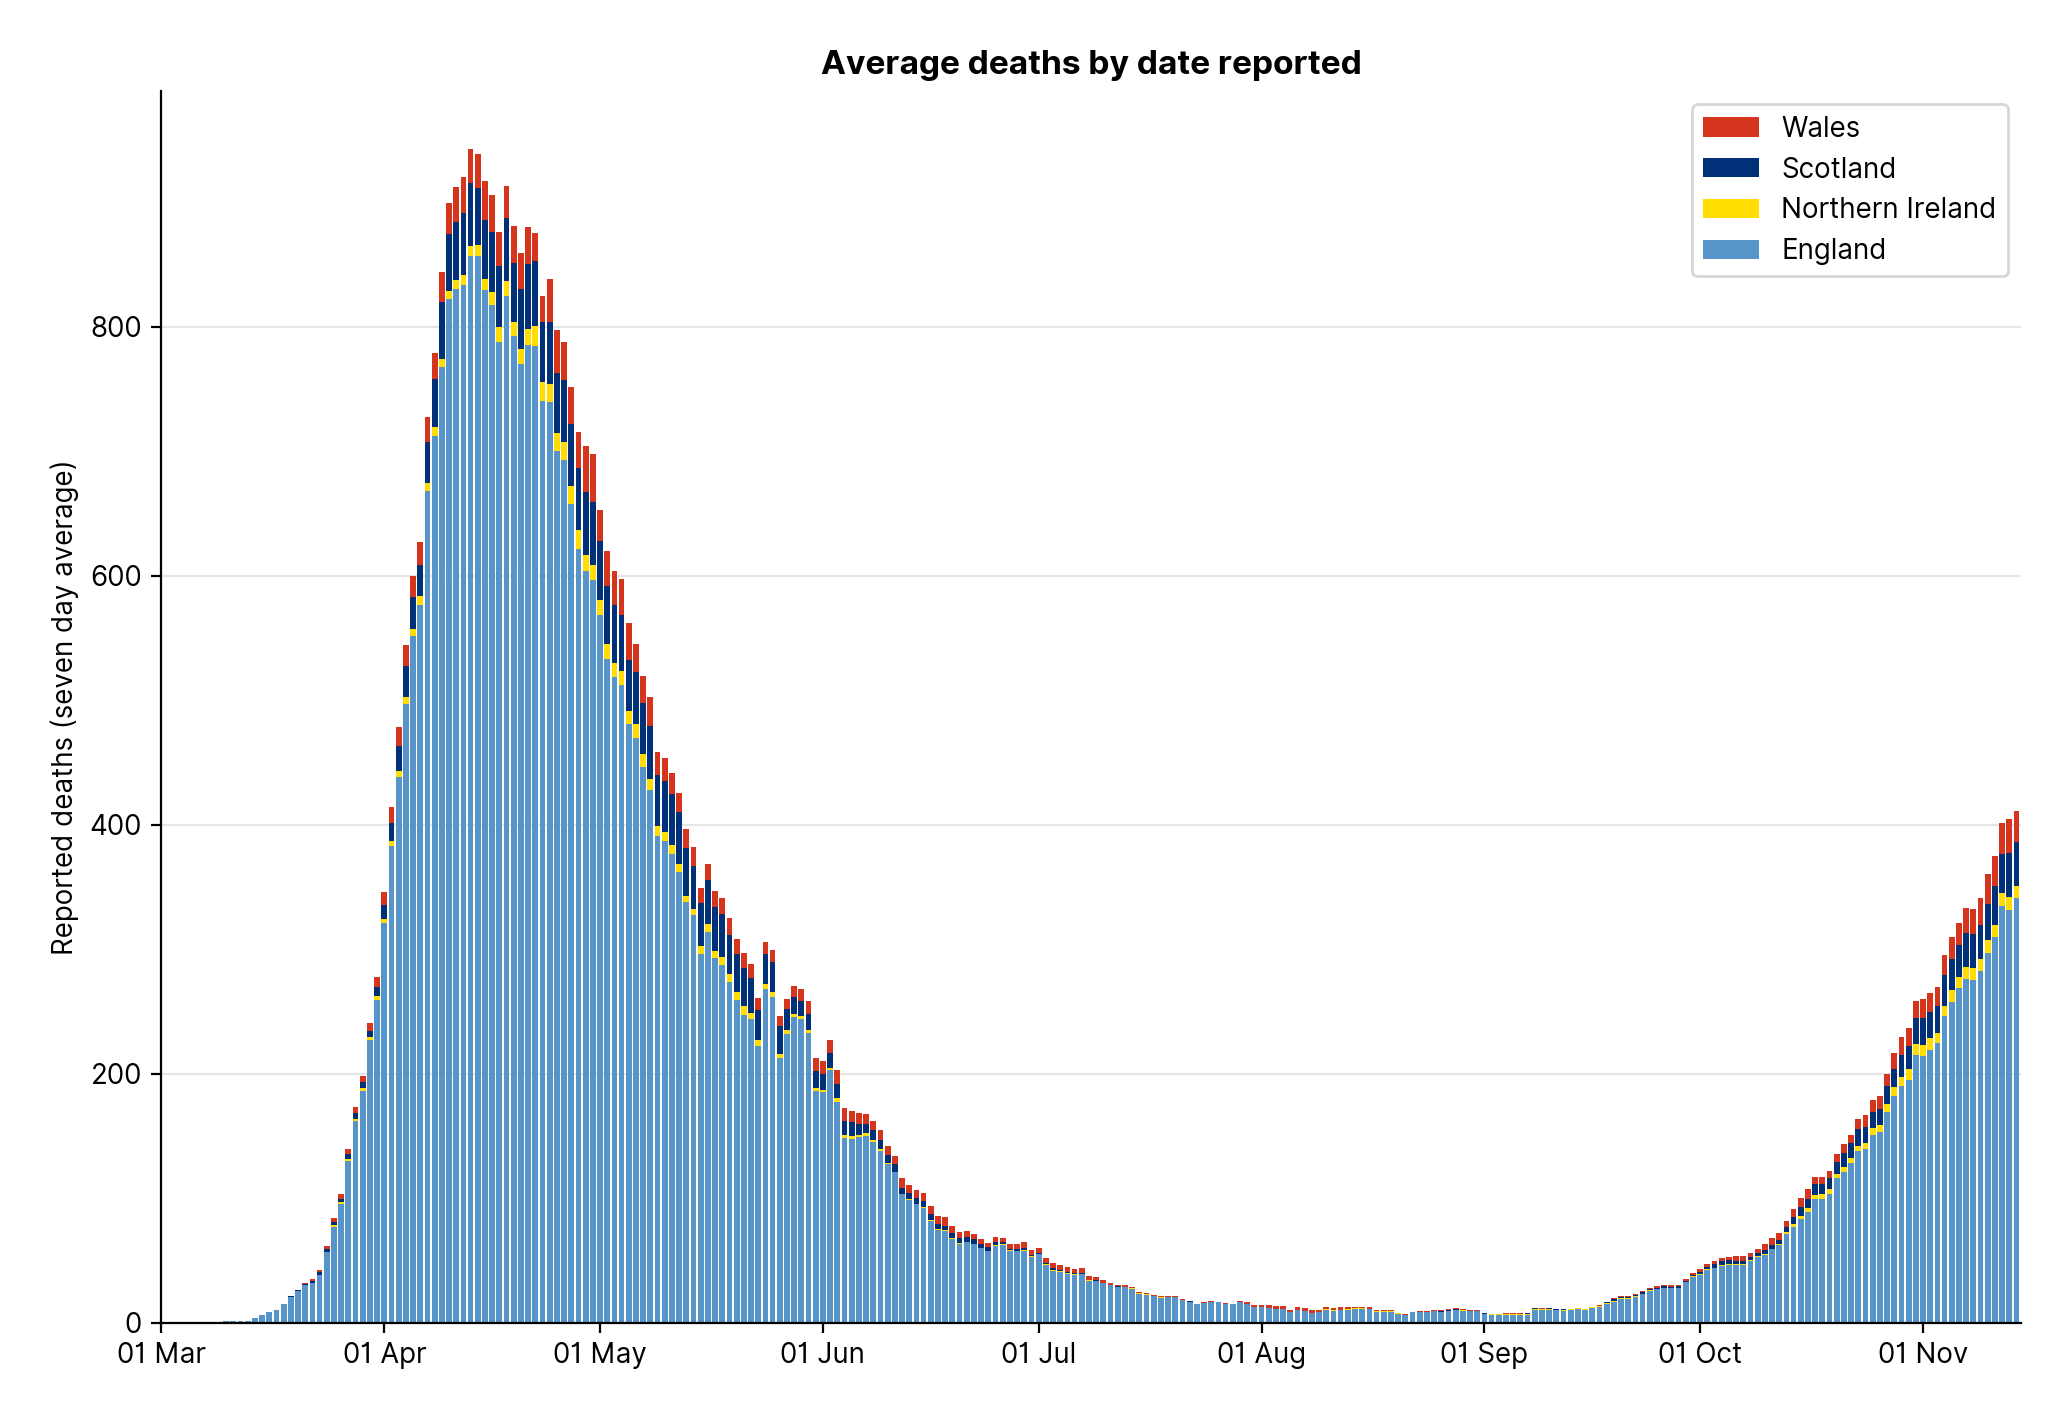 Average deaths by date reported
Wales
Scotland
Northern Ireland
England
Reported deaths (seven day average)
800
600
400
200
0
01 Mar
01 Apr
01 May
01 Jun
01 Jul
01 Aug
01 Sep
01 Oct
01 Nov